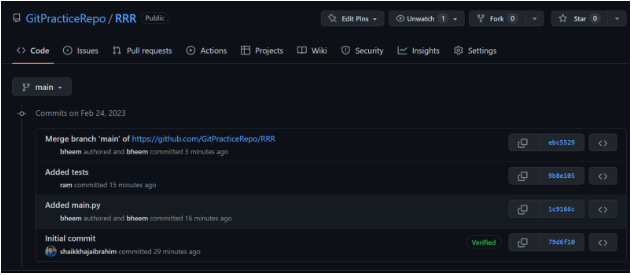 GitPracticeRepo / RRR Public
Edit Pins
Unwatch 1
Fork 0
Star 0
Code
Issues
Pull requests
Actions
Projects
Wiki
Security
Insights
Settings
main
Commits on Feb 24, 2023
Merge branch 'main' of https://github.com/GitPracticeRepo/RRR
bheem authored and bheem committed 3 minutes ago
ebc5529
Added tests
ram committed 15 minutes ago
9b8e105
Added main.py
bheem authored and bheem committed 16 minutes ago
1c9166c
Initial commit
shaikkhajaibrahim committed 29 minutes ago
Verified
79d6f10